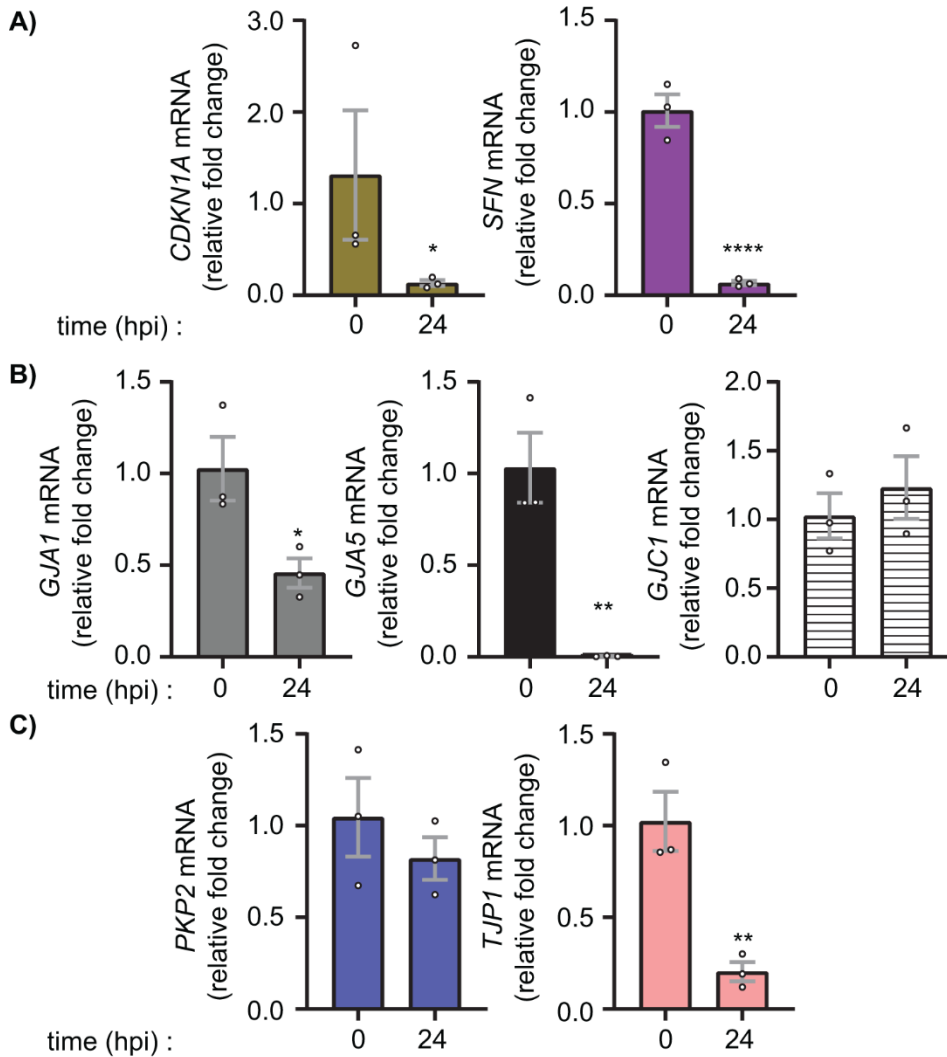 A)
CDKN1A mRNA
(relative fold change)
3.0
2.0
1.0
0.0
*
0 24
SFN mRNA
(relative fold change)
1.5
1.0
0.5
0.0
****
0 24
time (hpi) :
B)
GJA1 mRNA
(relative fold change)
1.5
1.0
0.5
0.0
*
0 24
GJA5 mRNA
(relative fold change)
1.5
1.0
0.5
0.0
**
0 24
GJC1 mRNA
(relative fold change)
2.0
1.5
1.0
0.5
0.0
0 24
time (hpi) :
C)
PKP2 mRNA
(relative fold change)
1.5
1.0
0.5
0.0
0 24
TJP1 mRNA
(relative fold change)
1.5
1.0
0.5
0.0
**
0 24
time (hpi) :